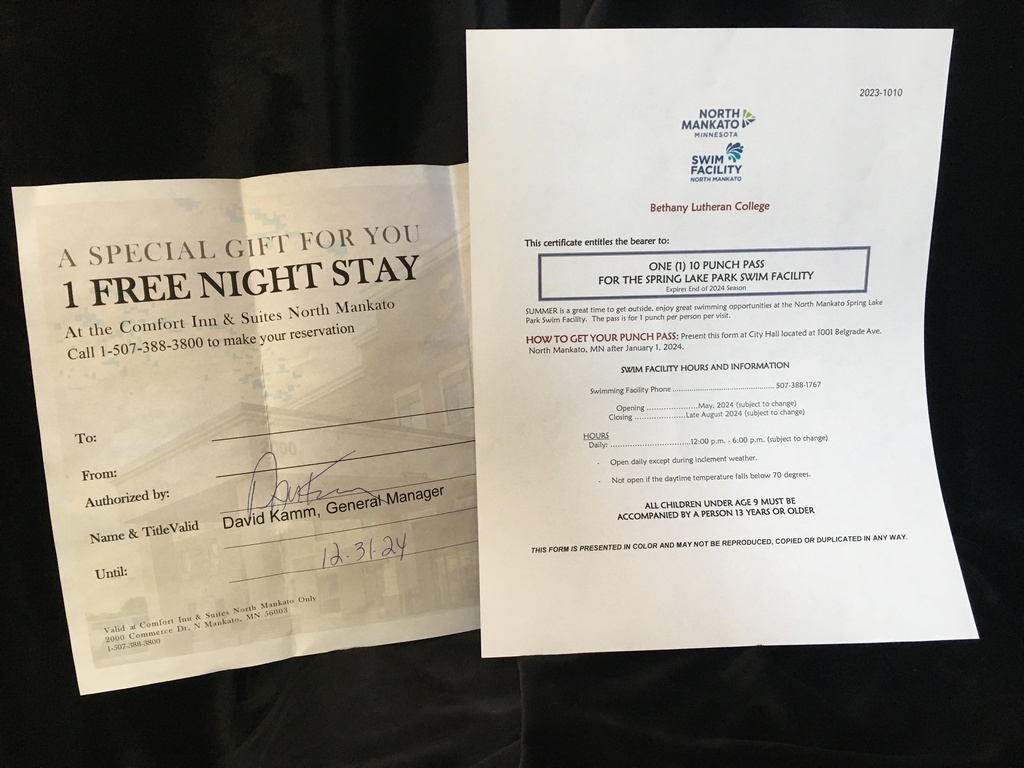 A SPECIAL GIFT FOR YOU
1 FREE NIGHT STAY
At the Comfort Inn & Suites North Mankato
Call 1-507-388-3800 to make your reservation
To:
From:
Authorized by:
Name & TitleValid
David Kamm, General Manager
Until:
12-31-24
Valid at Comfort Inn & Suites North Mankato Only
2000 Commerce Dr. N Mankato, MN 56003
1-507-388-3800
2023-1010
NORTH
MANKATO
MINNESOTA
SWIM
FACILITY
NORTH MANKATO
Bethany Lutheran College
This certificate entitles the bearer to:
ONE (1) 10 PUNCH PASS
FOR THE SPRING LAKE PARK SWIM FACILITY
Expires End of 2024 Season
SUMMER is a great time to get outside, enjoy great swimming opportunities at the North Mankato Spring Lake
Park Swim Facility. The pass is for 1 punch per person per visit.
HOW TO GET YOUR PUNCH PASS: Present this form at City Hall located at 1001 Belgrade Ave.
North Mankato, MN after January 1, 2024.
SWIM FACILITY HOURS AND INFORMATION
Swimming Facility Phone ........................................................ 507-388-1767
Opening ......................May, 2024 (subject to change)
Closing ......................Late August 2024 (subject to change)
HOURS
Daily: .................................12:00 p.m. - 6:00 p.m. (subject to change)
- Open daily except during inclement weather.
- Not open if the daytime temperature falls below 70 degrees.
ALL CHILDREN UNDER AGE 9 MUST BE
ACCOMPANIED BY A PERSON 13 YEARS OR OLDER
THIS FORM IS PRESENTED IN COLOR AND MAY NOT BE REPRODUCED, COPIED OR DUPLICATED IN ANY WAY.